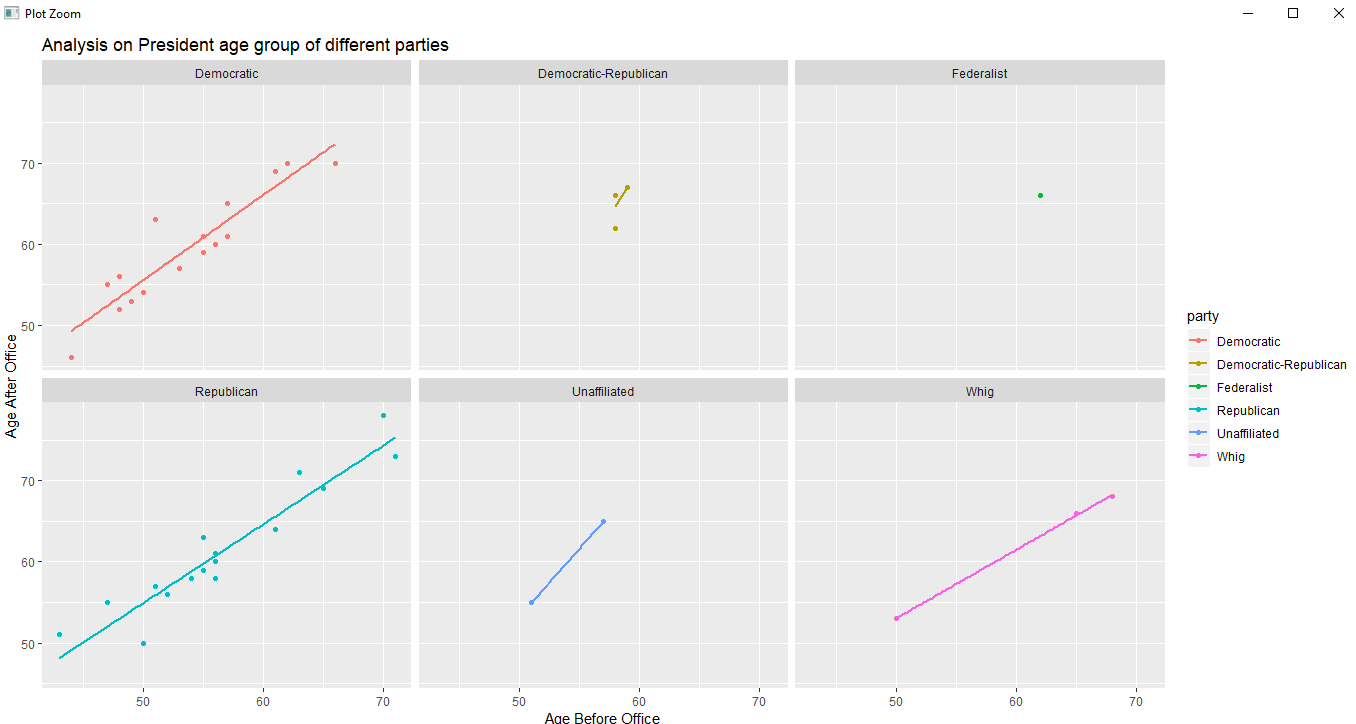 Plot Zoom
Analysis on President age group of different parties
Democratic
Democratic-Republican
Federalist
70
60
50
Age After Office
Republican
Unaffiliated
Whig
70
60
50
50 60 70
50 60 70
50 60 70
Age Before Office
party
Democratic
Democratic-Republican
Federalist
Republican
Unaffiliated
Whig